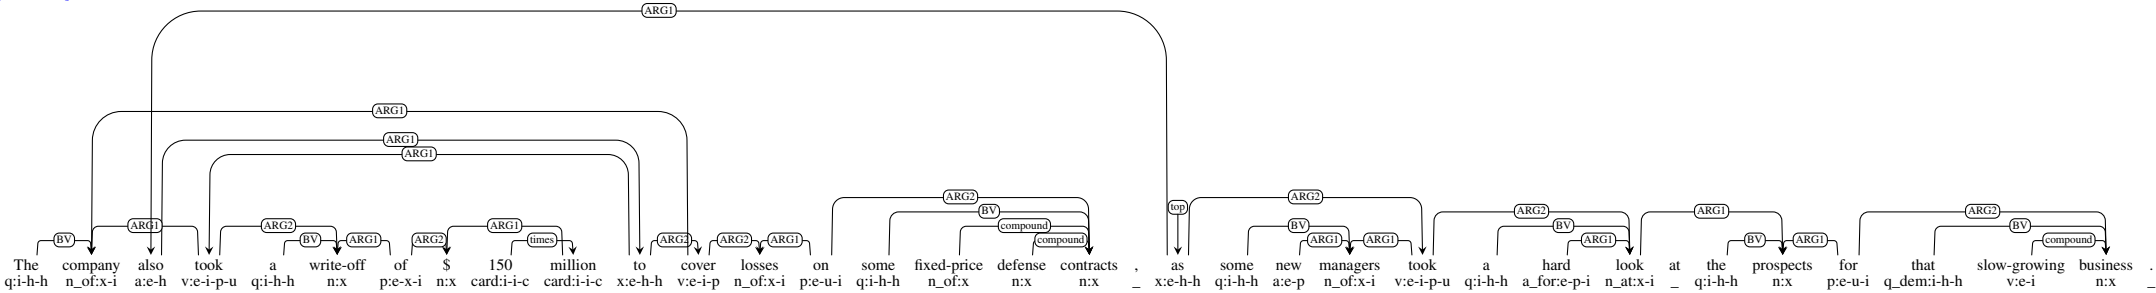 ARG1
ARG1
ARG1
ARG1
ARG2 ARG2
BV top
ARG1 ARG2 ARG1 compound BV ARG2 BV ARG1 ARG2 BV
BV BV ARG1 ARG2 times ARG2 ARG2 ARG1 compound ARG1 ARG1 ARG1 BV ARG1 compound
The company also took a write-off of $ 150 million to cover losses on some fixed-price defense contracts , as some new managers took a hard look at the prospects for that slow-growing business .
q:i-h-h n_of:x-i a:e-h v:e-i-p-u q:i-h-h n:x p:e-x-i n:x card:i-i-c card:i-i-c x:e-h-h v:e-i-p n_of:x-i p:e-u-i q:i-h-h n_of:x n:x n:x _ x:e-h-h q:i-h-h a:e-p n_of:x-i v:e-i-p-u q:i-h-h a_for:e-p-i n_at:x-i _ q:i-h-h n:x p:e-u-i q_dem:i-h-h v:e-i n:x _